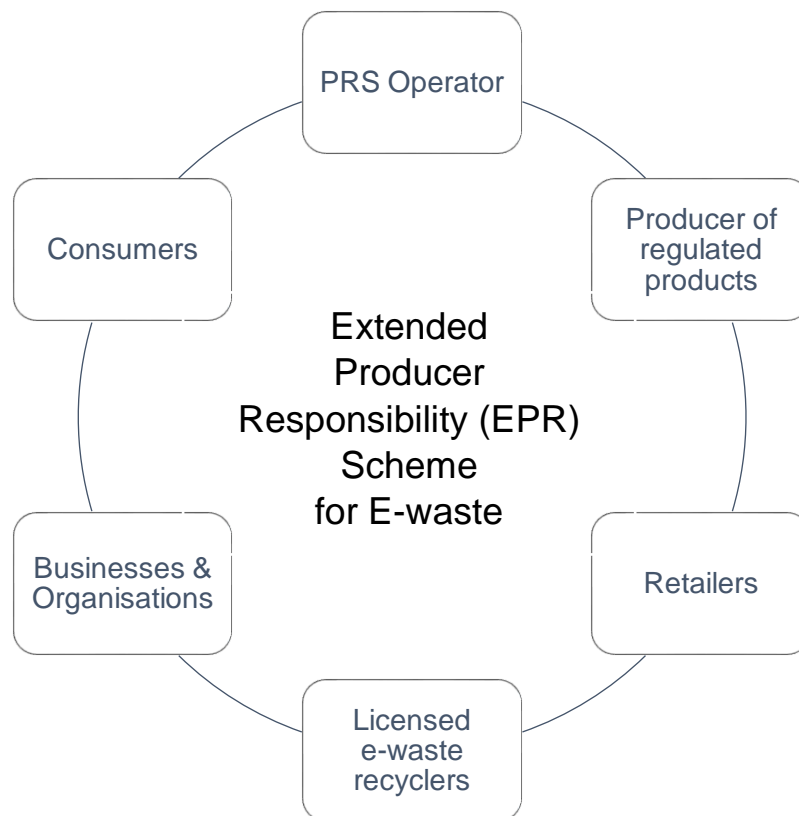 PRS Operator
Producer of
regulated
products
Consumers
Extended
Producer
Responsibility (EPR)
Scheme
for E-waste
Businesses &
Organisations
Retailers
Licensed
e-waste
recyclers